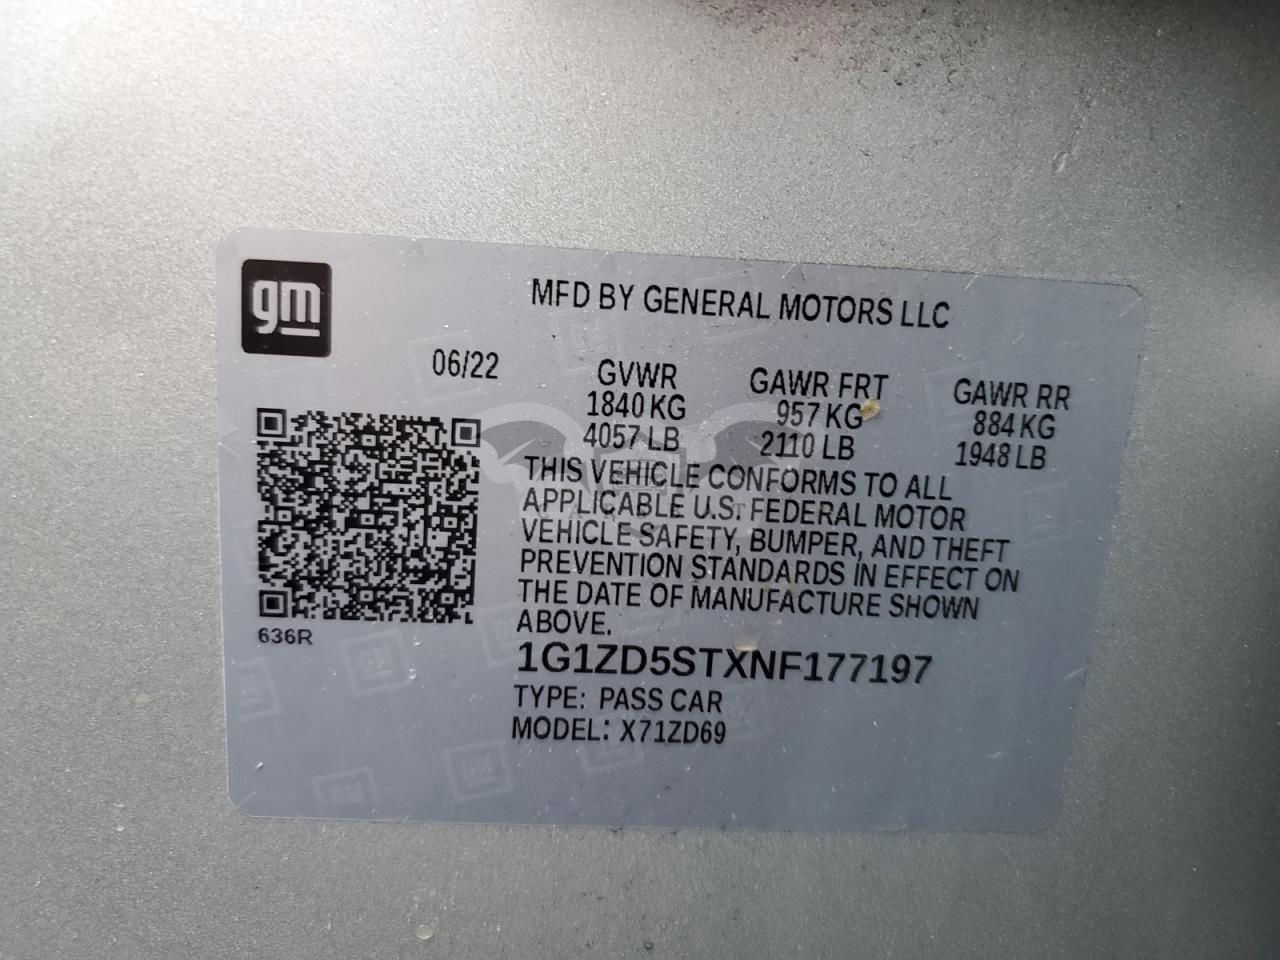 gm
MFD BY GENERAL MOTORS LLC
06/22 GVWR GAWR FRT GAWR RR
1840 KG 957 KG 884 KG
4057 LB 2110 LB 1948 LB
THIS VEHICLE CONFORMS TO ALL
APPLICABLE U.S. FEDERAL MOTOR
VEHICLE SAFETY, BUMPER, AND THEFT
PREVENTION STANDARDS IN EFFECT ON
THE DATE OF MANUFACTURE SHOWN
ABOVE.
636R
1G1ZD5STXNF177197
TYPE: PASS CAR
MODEL: X71ZD69